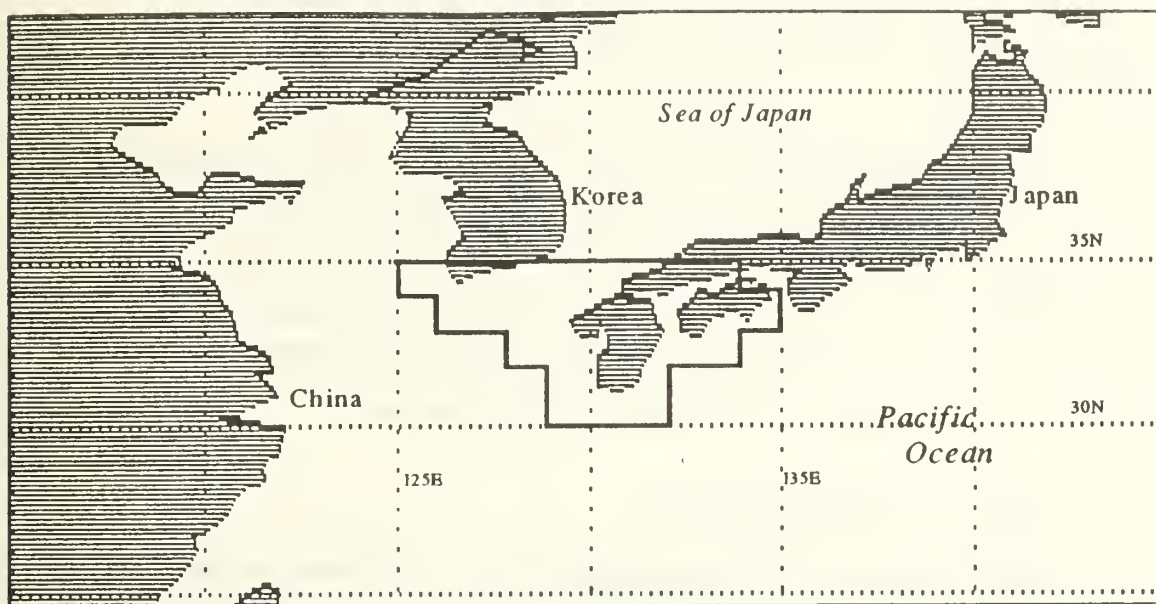 Sea of Japan
Korea
Japan
35N
China
30N
Pacific
Ocean
125E
135E